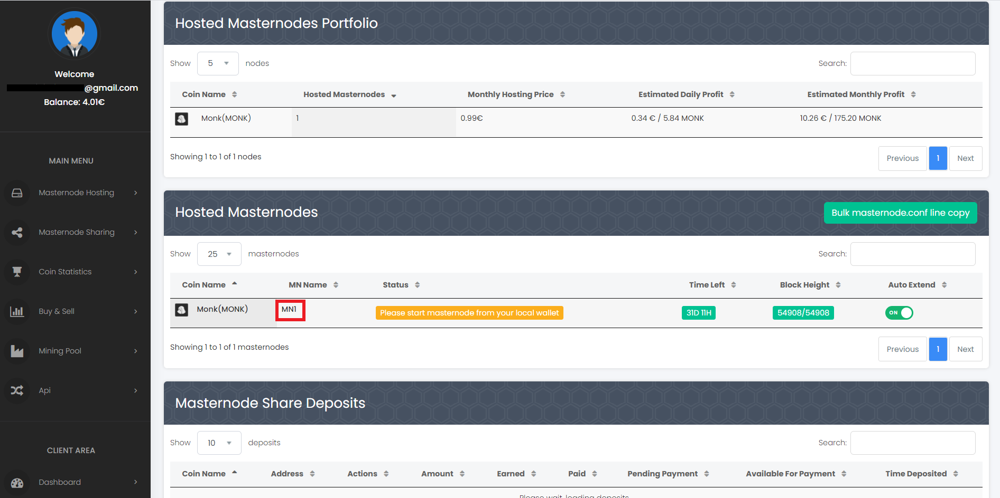 Welcome
@gmail.com
Balance: 4.01€
MAIN MENU
Masternode Hosting
Masternode Sharing
Coin Statistics
Buy & Sell
Mining Pool
Api
CLIENT AREA
Dashboard
Hosted Masternodes Portfolio
Show 5 nodes Search:
Coin Name Hosted Masternodes Monthly Hosting Price Estimated Daily Profit Estimated Monthly Profit
Monk(MONK) 1 0.99€ 0.34 € / 5.84 MONK 10.26 € / 175.20 MONK
Showing 1 to 1 of 1 nodes Previous 1 Next
Hosted Masternodes Bulk masternode.conf line copy
Show 25 masternodes Search:
Coin Name MN Name Status Time Left Block Height Auto Extend
Monk(MONK) MN1 Please start masternode from your local wallet 31D 11H 54908/54908 ON
Showing 1 to 1 of 1 masternodes Previous 1 Next
Masternode Share Deposits
Show 10 deposits Search:
Coin Name Address Actions Amount Earned Paid Pending Payment Available For Payment Time Deposited
Please wait, loading deposits